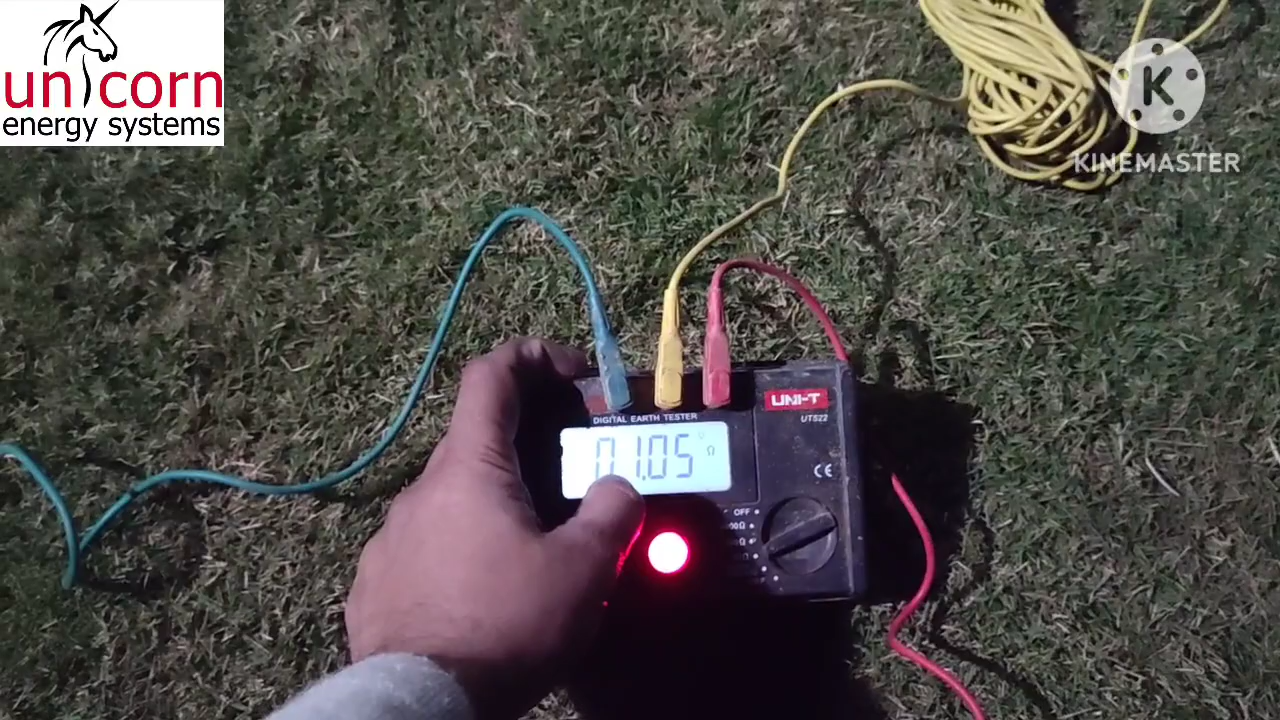 unicorn
energy systems
K
KINEMASTER
UNI-T
UT522
DIGITAL EARTH TESTER
01.05 Ω
CE
OFF